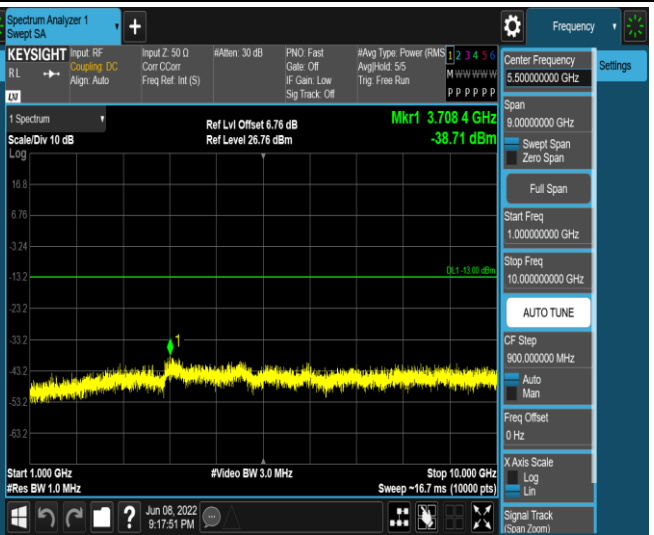 Spectrum Analyzer 1
Swept SA
Frequency
KEYSIGHT
Input: RF
Coupling: DC
Align: Auto
Input Z: 50 Ω
Corr CCorr
Freq Ref: Int (S)
#Atten: 30 dB
PNO: Fast
Gate: Off
IF Gain: Low
Sig Track: Off
#Avg Type: Power (RMS
Avg|Hold: 5/5
Trig: Free Run
1 2 3 4 5 6
M W W W W W
P P P P P P
RL
LXI
Settings
Center Frequency
5.500000000 GHz
Span
9.00000000 GHz
Swept Span
Zero Span
Full Span
Start Freq
1.000000000 GHz
Stop Freq
10.000000000 GHz
AUTO TUNE
CF Step
900.000000 MHz
Auto
Man
Freq Offset
0 Hz
X Axis Scale
Log
Lin
Signal Track
(Span Zoom)
1 Spectrum
Scale/Div 10 dB
Log
Ref Lvl Offset 6.76 dB
Ref Level 26.76 dBm
Mkr1 3.708 4 GHz
-38.71 dBm
16.8
6.76
-3.24
-13.2
DL1 -13.00 dBm
-23.2
-33.2
1
-43.2
-53.2
-63.2
Start 1.000 GHz
#Res BW 1.0 MHz
#Video BW 3.0 MHz
Stop 10.000 GHz
Sweep ~16.7 ms (10000 pts)
Jun 08, 2022
9:17:51 PM